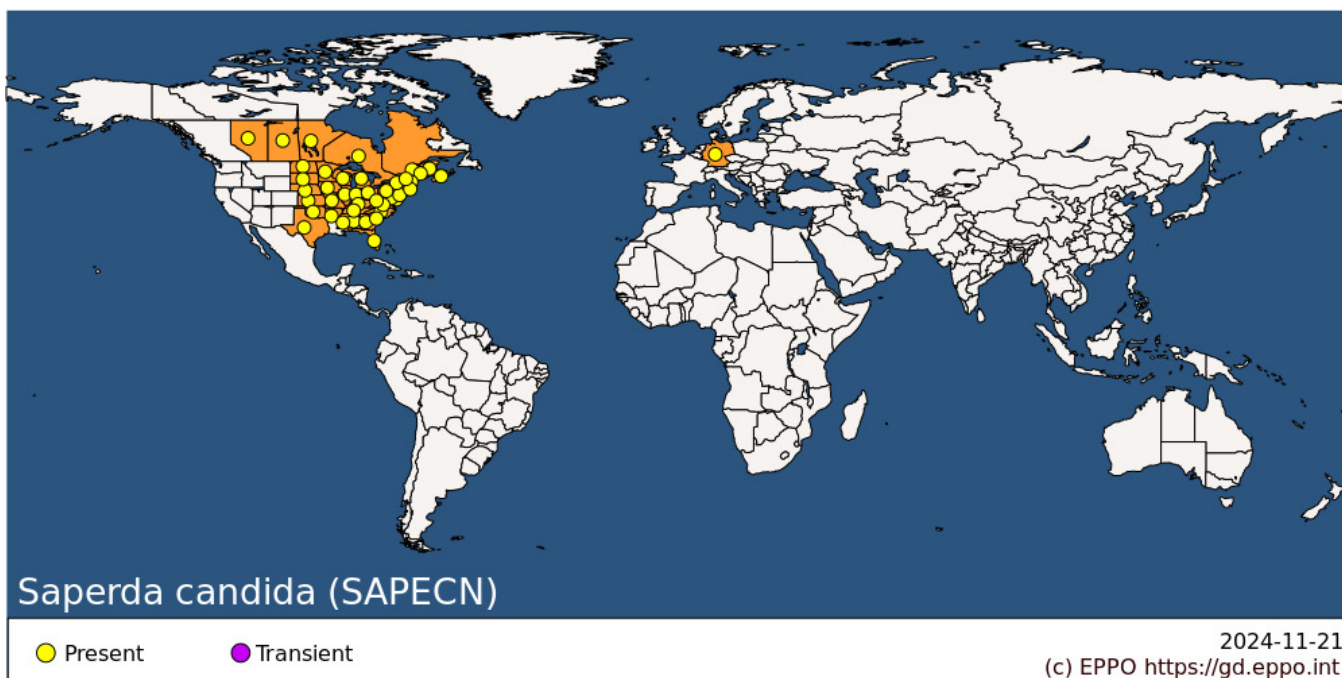 Saperda candida (SAPECN)
Present
Transient
2024-11-21
(c) EPPO https://gd.eppo.int